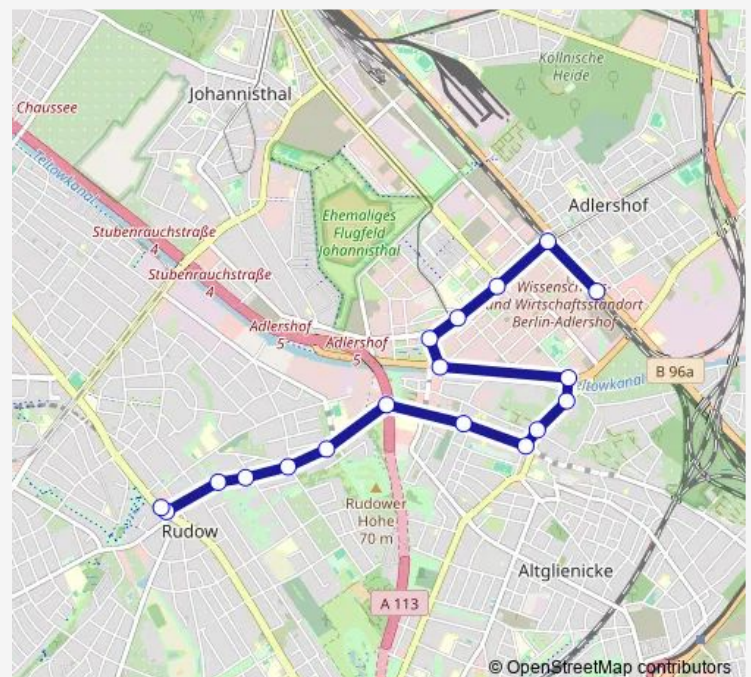 Köllnische
Heide
Johannisthal
Chaussee
Teltowkanal
Adlershof
Stubenrauchstraße
4
Ehemaliges
Flugfeld
Johannisthal
Stubenrauchstraße
4
Wissensch
und Wirtschaftsstandort
Berlin-Adlershof
Adlershof
5
Adlershof
5
B 96a
Teltowkanal
Rudower
Höhe
70 m
Rudow
Altglienicke
A 113
© OpenStreetMap contributors